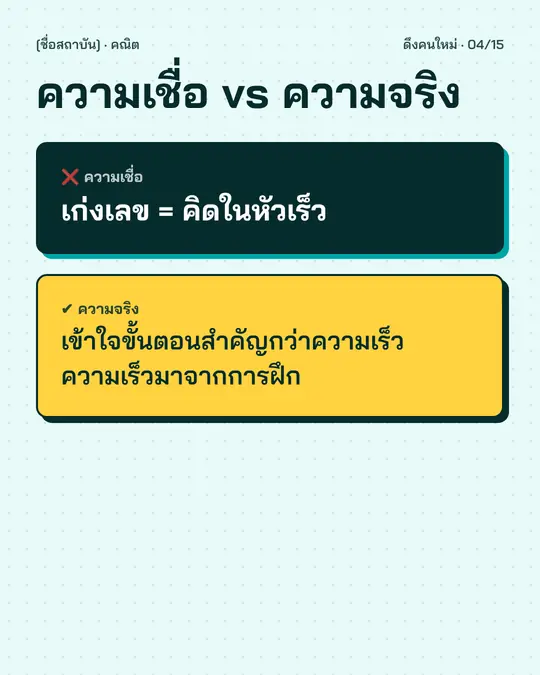 [ชื่อสถาบัน] · คณิต
ดึงคนใหม่ · 04/15
ความเชื่อ vs ความจริง
❌ ความเชื่อ
เก่งเลข = คิดในหัวเร็ว
✔ ความจริง
เข้าใจขั้นตอนสำคัญกว่าความเร็ว
ความเร็วมาจากการฝึก